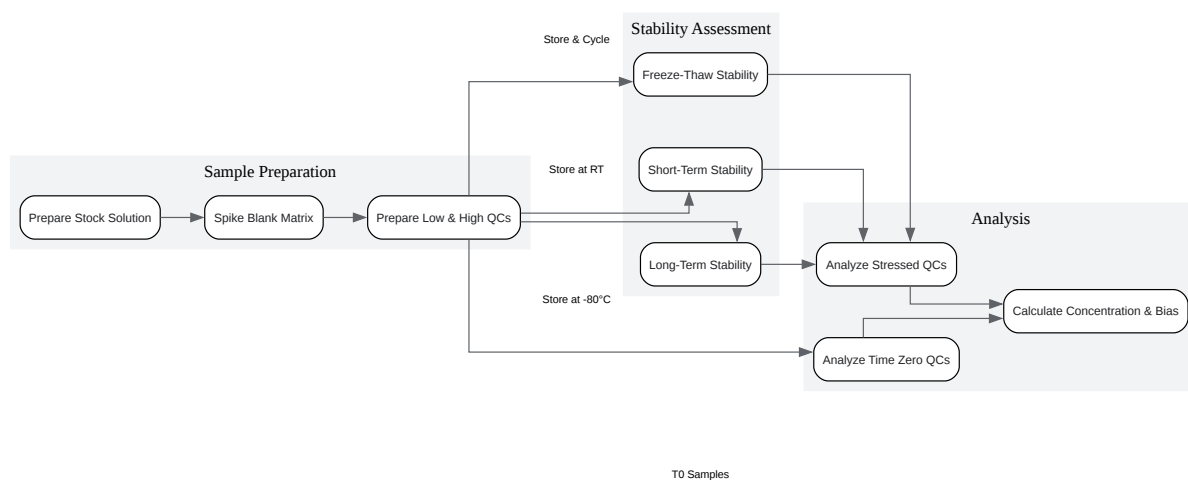 Store & Cycle
Stability Assessment
Freeze-Thaw Stability
Sample Preparation
Store at RT
Short-Term Stability
Prepare Stock Solution
Spike Blank Matrix
Prepare Low & High QCs
Analysis
Long-Term Stability
Analyze Stressed QCs
Store at -80°C
Calculate Concentration & Bias
Analyze Time Zero QCs
T0 Samples